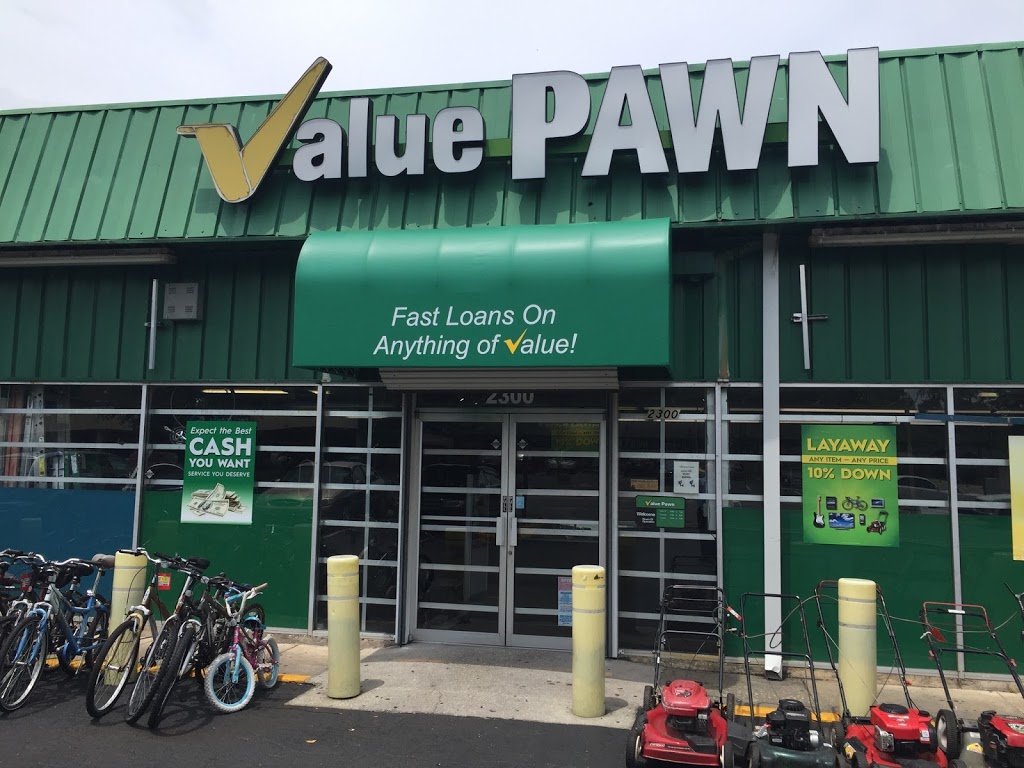 Value PAWN
Fast Loans On
Anything of Value!
2300
2300
Expect the Best
CASH
YOU WANT
SERVICE YOU DESERVE
LAYAWAY
ANY ITEM - ANY PRICE
10% DOWN
Value Pawn
Welcome